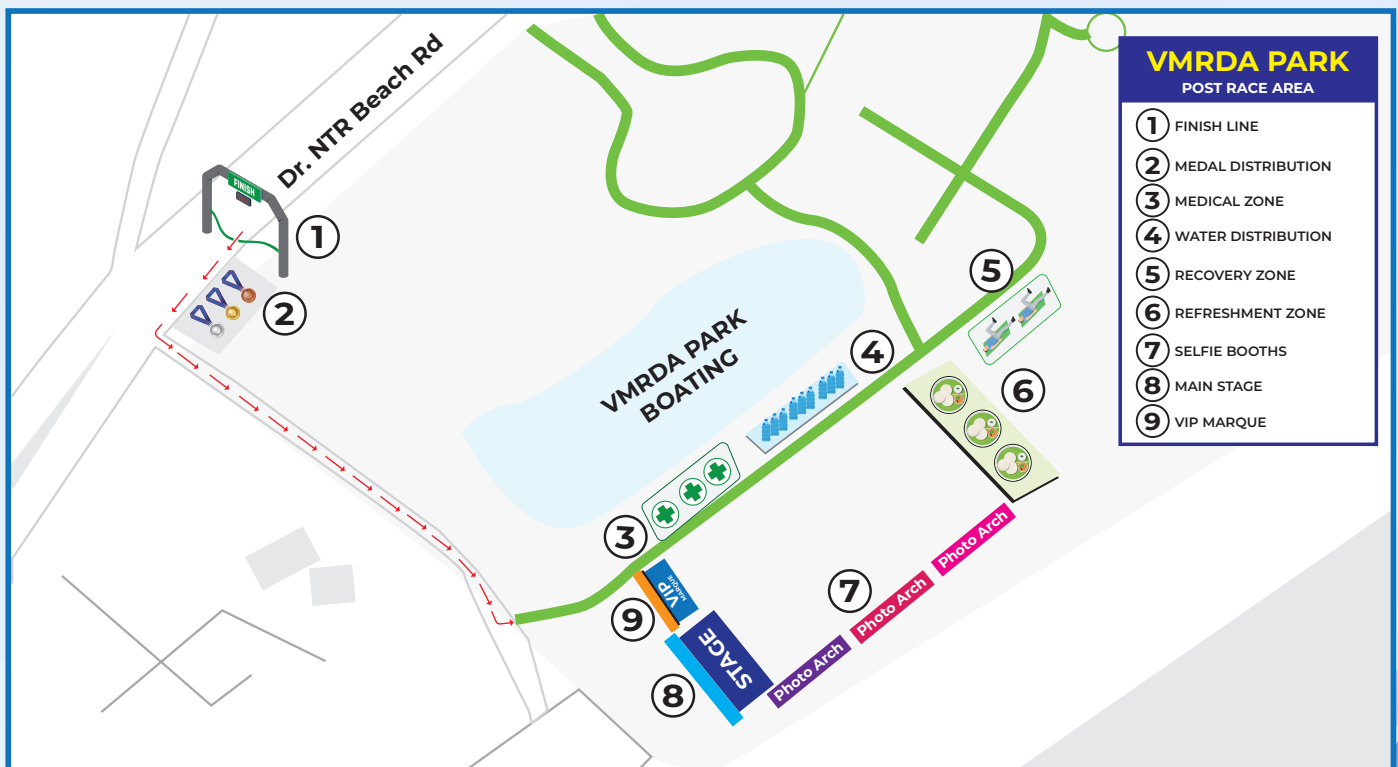 Dr. NTR Beach Rd
FINISH
1
2
VMRDA PARK
BOATING
3
4
5
6
7
8
9
VIP
MARQUE
STAGE
Photo Arch
Photo Arch
Photo Arch
VMRDA PARK
POST RACE AREA
1 FINISH LINE
2 MEDAL DISTRIBUTION
3 MEDICAL ZONE
4 WATER DISTRIBUTION
5 RECOVERY ZONE
6 REFRESHMENT ZONE
7 SELFIE BOOTHS
8 MAIN STAGE
9 VIP MARQUE